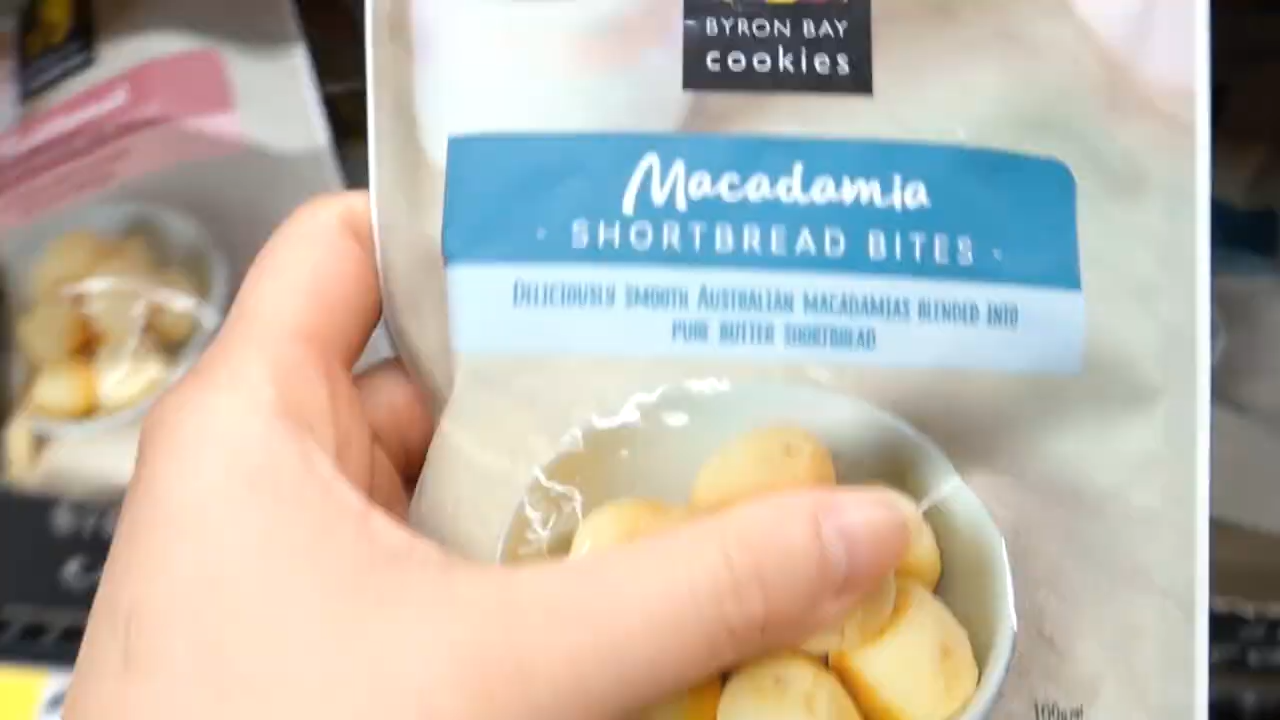 BYRON BAY
cookies
Macadamia
· SHORTBREAD BITES ·
DELICIOUSLY SMOOTH AUSTRALIAN MACADAMIAS BLENDED INTO
PURE BUTTER SHORTBREAD